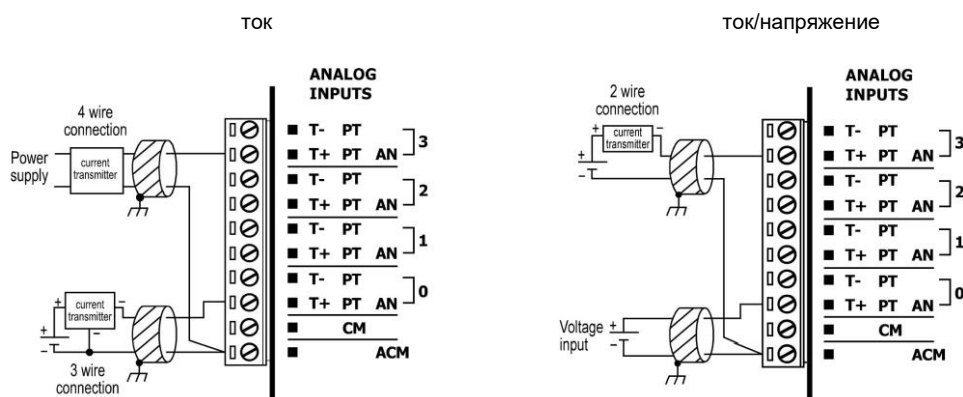 ток
ANALOG
INPUTS
4 wire
connection
Power
supply
current
transmitter
T- PT
T+ PT AN
3
T- PT
T+ PT AN
2
T- PT
T+ PT AN
1
T- PT
T+ PT AN
0
CM
ACM
+
-
current
transmitter
-
+
-
3 wire
connection
ток/напряжение
ANALOG
INPUTS
2 wire
connection
+
current
transmitter
-
+
-
T- PT
T+ PT AN
3
T- PT
T+ PT AN
2
T- PT
T+ PT AN
1
T- PT
T+ PT AN
0
CM
ACM
Voltage
input
+
-